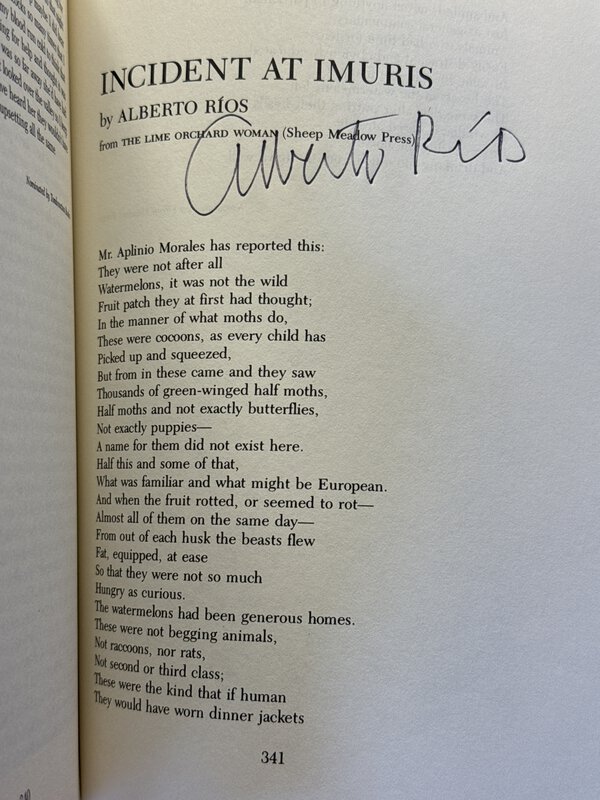 upsetting all the same
INCIDENT AT IMURIS
by ALBERTO RÍOS
from THE LIME ORCHARD WOMAN (Sheep Meadow Press)
Alberto Ríos
Mr. Aplinio Morales has reported this:
They were not after all
Watermelons, it was not the wild
Fruit patch they at first had thought;
In the manner of what moths do,
These were cocoons, as every child has
Picked up and squeezed,
But from in these came and they saw
Thousands of green-winged half moths,
Half moths and not exactly butterflies,
Not exactly puppies—
A name for them did not exist here.
Half this and some of that,
What was familiar and what might be European.
And when the fruit rotted, or seemed to rot—
Almost all of them on the same day—
From out of each husk the beasts flew
Fat, equipped, at ease
So that they were not so much
Hungry as curious.
The watermelons had been generous homes.
These were not begging animals,
Not raccoons, nor rats,
Not second or third class;
These were the kind that if human
They would have worn dinner jackets
341